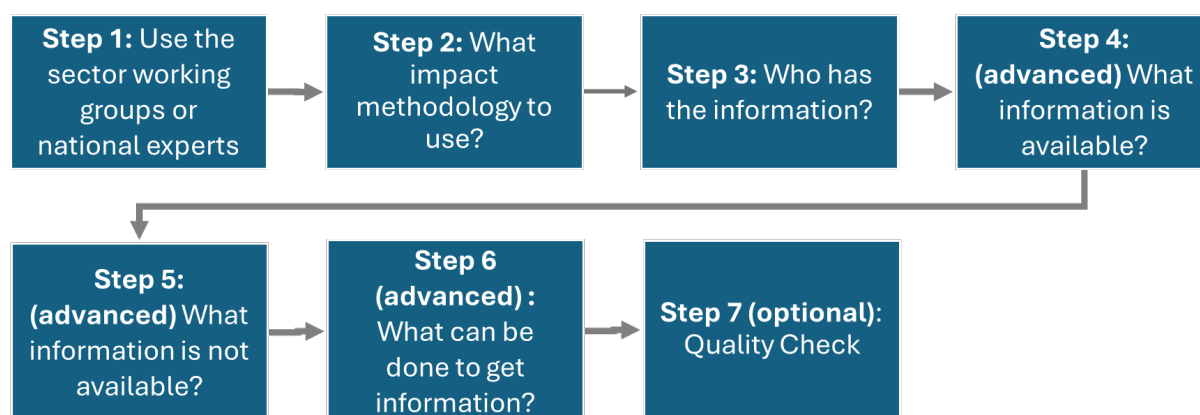 Step 1: Use the
sector working
groups or
national experts
Step 2: What
impact
methodology to
use?
Step 3: Who has
the information?
Step 4:
(advanced) What
information is
available?
Step 5:
(advanced) What
information is not
available?
Step 6
(advanced) :
What can be
done to get
information?
Step 7 (optional):
Quality Check